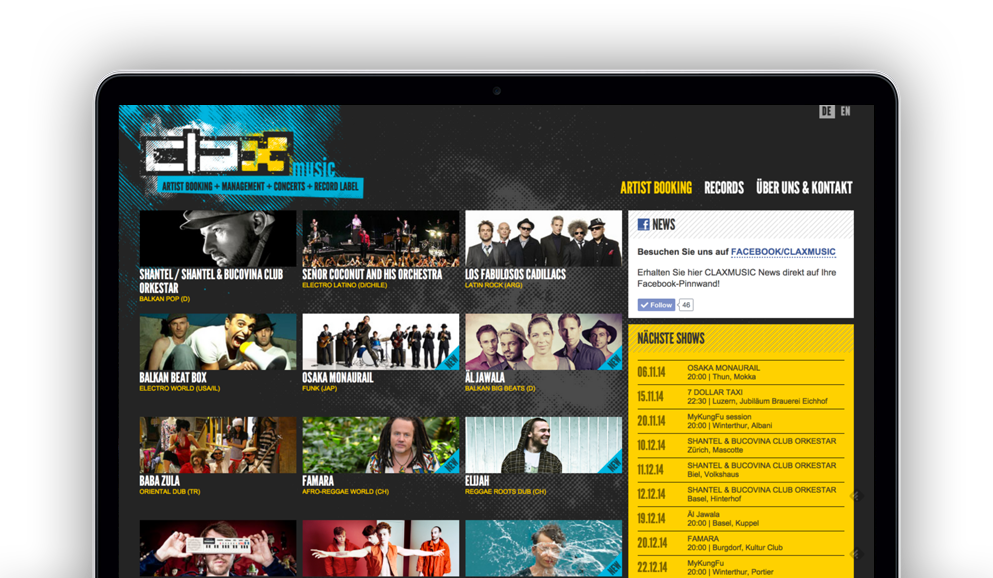 DE EN
clax
music
ARTIST BOOKING + MANAGEMENT + CONCERTS + RECORD LABEL
ARTIST BOOKING RECORDS ÜBER UNS & KONTAKT
SHANTEL / SHANTEL & BUCOVINA CLUB
ORKESTAR
BALKAN POP (D)
SEÑOR COCONUT AND HIS ORCHESTRA
ELECTRO LATINO (D/CHILE)
LOS FABULOSOS CADILLACS
LATIN ROCK (ARG)
BALKAN BEAT BOX
ELECTRO WORLD (USA/IL)
NEW
OSAKA MONAURAIL
FUNK (JAP)
NEW
ÄL JAWALA
BALKAN BIG BEATS (D)
BABA ZULA
ORIENTAL DUB (TR)
NEW
FAMARA
AFRO-REGGAE WORLD (CH)
NEW
ELIJAH
REGGAE ROOTS DUB (CH)
NEW
f NEWS
Besuchen Sie uns auf FACEBOOK/CLAXMUSIC
Erhalten Sie hier CLAXMUSIC News direkt auf Ihre
Facebook-Pinnwand!
Follow 46
NÄCHSTE SHOWS
06.11.14 OSAKA MONAURAIL
20:00 | Thun, Mokka
15.11.14 7 DOLLAR TAXI
22:30 | Luzern, Jubiläum Brauerei Eichhof
20.11.14 MyKungFu session
20:00 | Winterthur, Albani
10.12.14 SHANTEL & BUCOVINA CLUB ORKESTAR
Zürich, Mascotte
11.12.14 SHANTEL & BUCOVINA CLUB ORKESTAR
Biel, Volkshaus
12.12.14 SHANTEL & BUCOVINA CLUB ORKESTAR
Basel, Hinterhof
19.12.14 Äl Jawala
20:00 | Basel, Kuppel
20.12.14 FAMARA
20:00 | Burgdorf, Kultur Club
22.12.14 MyKungFu
20:00 | Winterthur, Portier